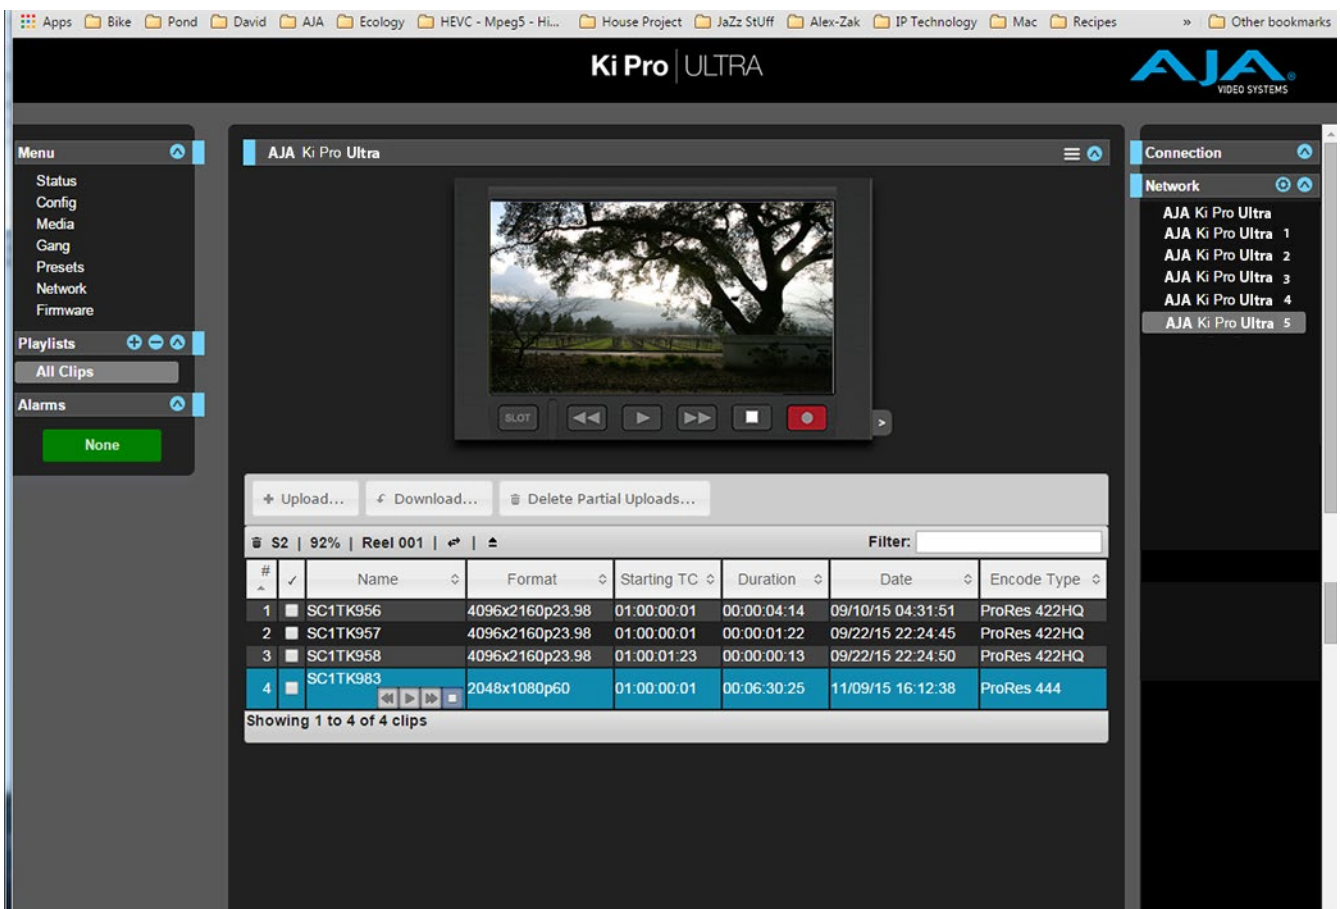 Apps Bike Pond David AJA Ecology HEVC - Mpeg5 - Hi... House Project JaZz StUff Alex-Zak IP Technology Mac Recipes » Other bookmarks
Ki Pro | ULTRA
AJA®
VIDEO SYSTEMS
Menu
Status
Config
Media
Gang
Presets
Network
Firmware
Playlists
All Clips
Alarms
None
AJA Ki Pro Ultra
SLOT
>
+ Upload... Download... Delete Partial Uploads...
S2 | 92% | Reel 001 | | Filter:
# ✓ Name Format Starting TC Duration Date Encode Type
1 SC1TK956 4096x2160p23.98 01:00:00:01 00:00:04:14 09/10/15 04:31:51 ProRes 422HQ
2 SC1TK957 4096x2160p23.98 01:00:00:01 00:00:01:22 09/22/15 22:24:45 ProRes 422HQ
3 SC1TK958 4096x2160p23.98 01:00:01:23 00:00:00:13 09/22/15 22:24:50 ProRes 422HQ
4 SC1TK983 2048x1080p60 01:00:00:01 00:06:30:25 11/09/15 16:12:38 ProRes 444
Showing 1 to 4 of 4 clips
Connection
Network
AJA Ki Pro Ultra
AJA Ki Pro Ultra 1
AJA Ki Pro Ultra 2
AJA Ki Pro Ultra 3
AJA Ki Pro Ultra 4
AJA Ki Pro Ultra 5